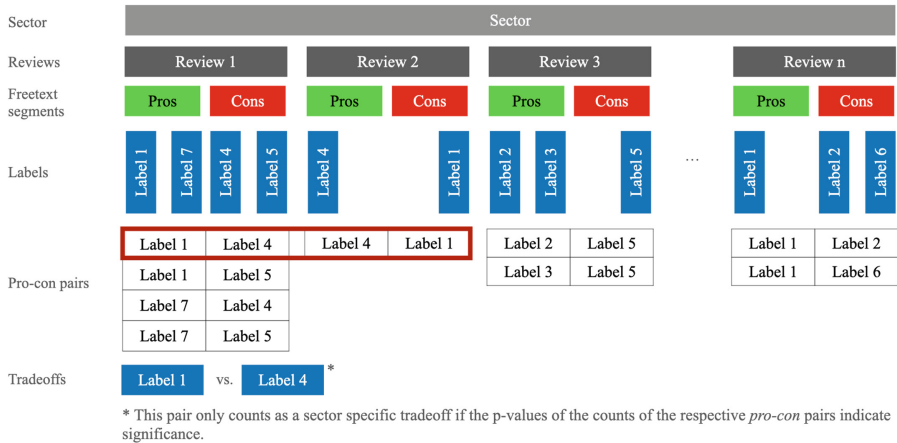 Sector Sector
Reviews Review 1 Review 2 Review 3 Review n
Freetext segments Pros Cons Pros Cons Pros Cons Pros Cons
Labels Label 1 Label 7 Label 4 Label 5 Label 4 Label 1 Label 2 Label 3 Label 5 ... Label 1 Label 2 Label 6
Label 1 Label 4 Label 4 Label 1 Label 2 Label 5 Label 1 Label 2
Label 1 Label 5 Label 3 Label 5 Label 1 Label 6
Pro-con pairs
Label 7 Label 4
Label 7 Label 5
Tradeoffs Label 1 vs. Label 4 *
* This pair only counts as a sector specific tradeoff if the p-values of the counts of the respective pro-con pairs indicate
significance.